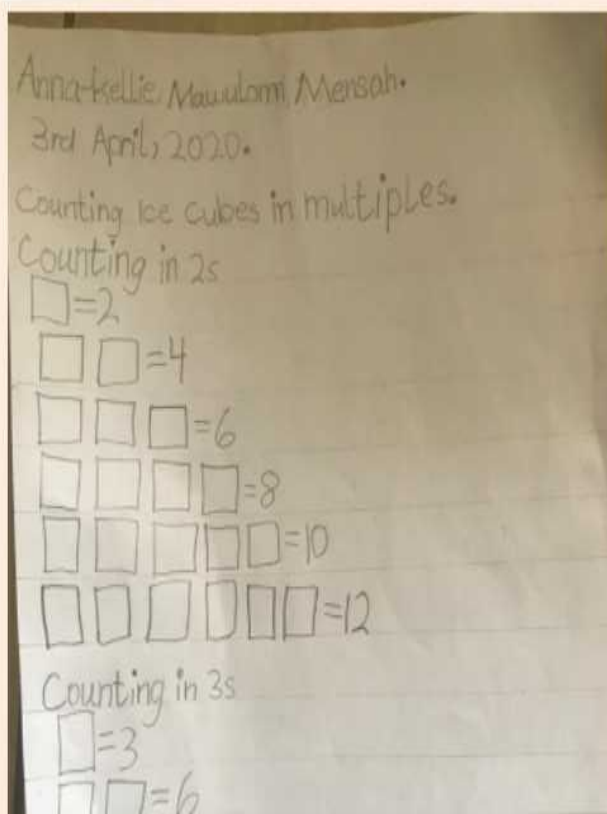 Anna-kellie Mawulorm Mensah.
3rd April, 2020.
Counting Ice cubes in multiples.
Counting in 2s
=2
=4
=6
=8
=10
=12
Counting in 3s
=3
=6